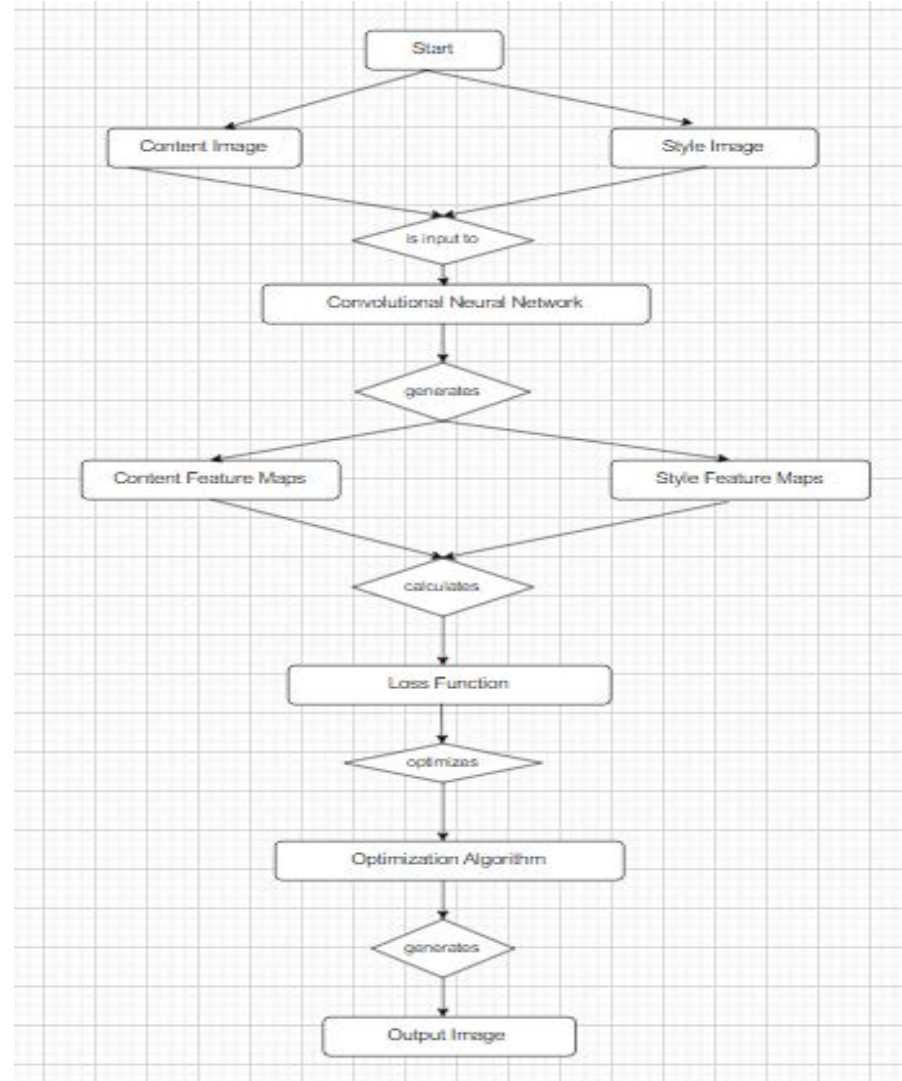 Start
Content Image
Style Image
is input to
Convolutional Neural Network
generates
Content Feature Maps
Style Feature Maps
calculates
Loss Function
optimizes
Optimization Algorithm
generates
Output Image